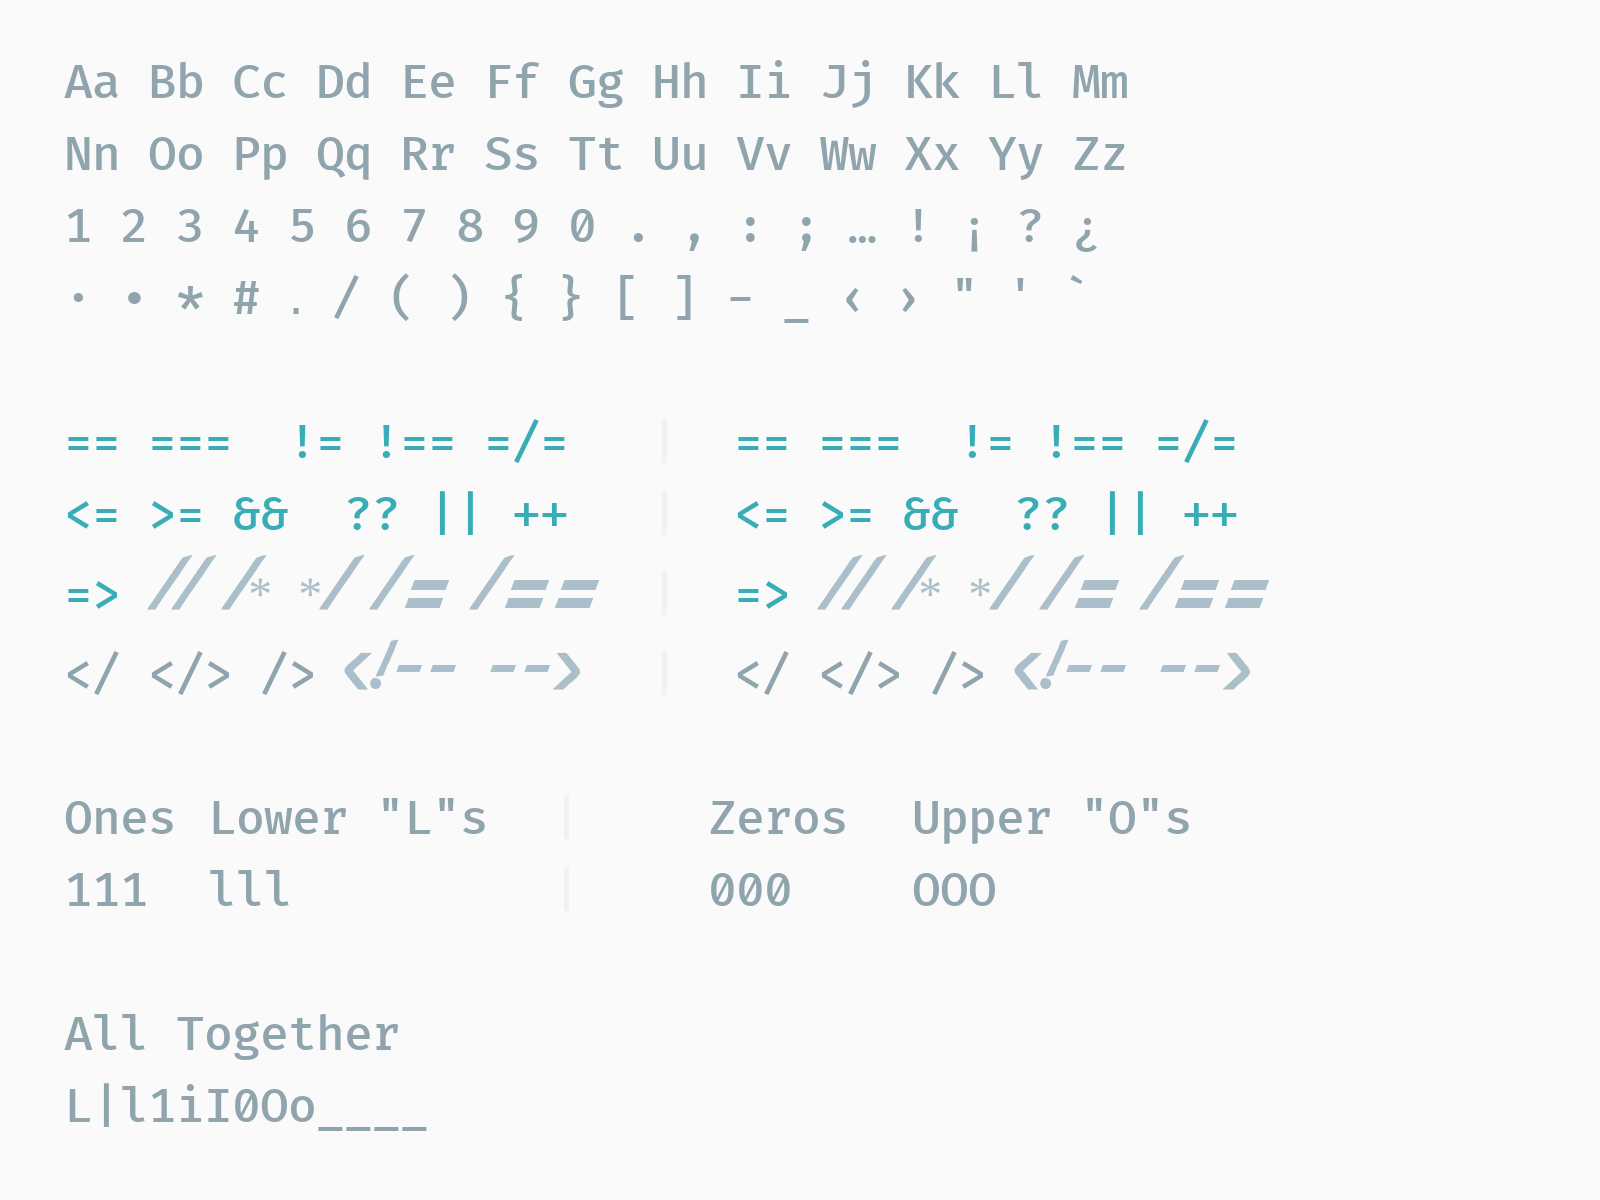 Aa Bb Cc Dd Ee Ff Gg Hh Ii Jj Kk Ll Mm
Nn Oo Pp Qq Rr Ss Tt Uu Vv Ww Xx Yy Zz
1 2 3 4 5 6 7 8 9 0 . , : ; … ! ¡ ? ¿
· • * # . / ( ) { } [ ] - _ ‹ › " ' `
== === != !== =/= | == === != !== =/=
<= >= && ?? || ++ | <= >= && ?? || ++
=> // /* */ /= /== | => // /* */ /= /==
</ </> /> <!-- --> | </ </> /> <!-- -->
Ones Lower "L"s | Zeros Upper "O"s
111 lll | 000 OOO
All Together
L|l1iI0Oo____